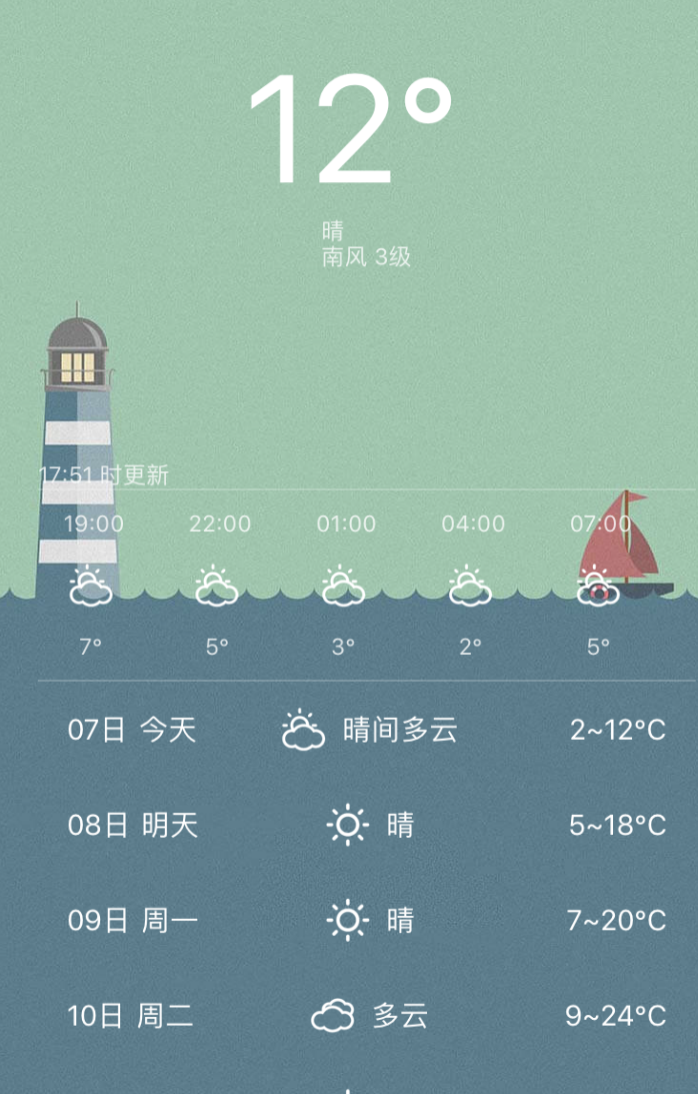 12°
晴
南风 3级
17:51 时更新
19:00 22:00 01:00 04:00 07:00
7° 5° 3° 2° 5°
07日 今天 晴间多云 2~12°C
08日 明天 晴 5~18°C
09日 周一 晴 7~20°C
10日 周二 多云 9~24°C